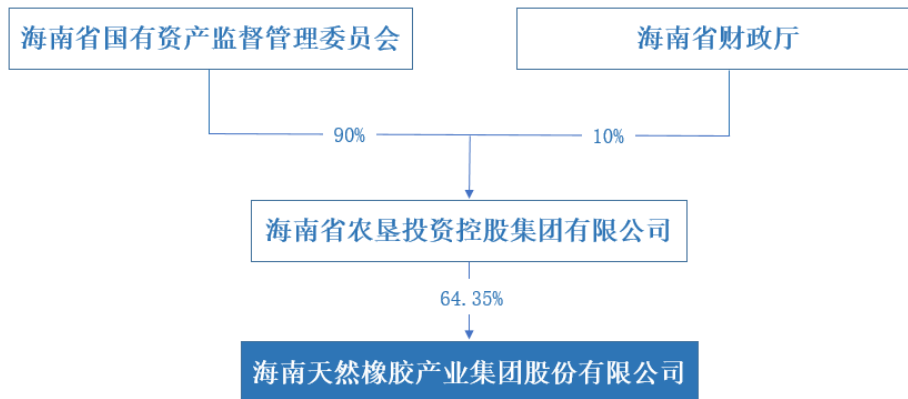 海南省国有资产监督管理委员会
海南省财政厅
90%
10%
海南省农垦投资控股集团有限公司
64.35%
海南天然橡胶产业集团股份有限公司